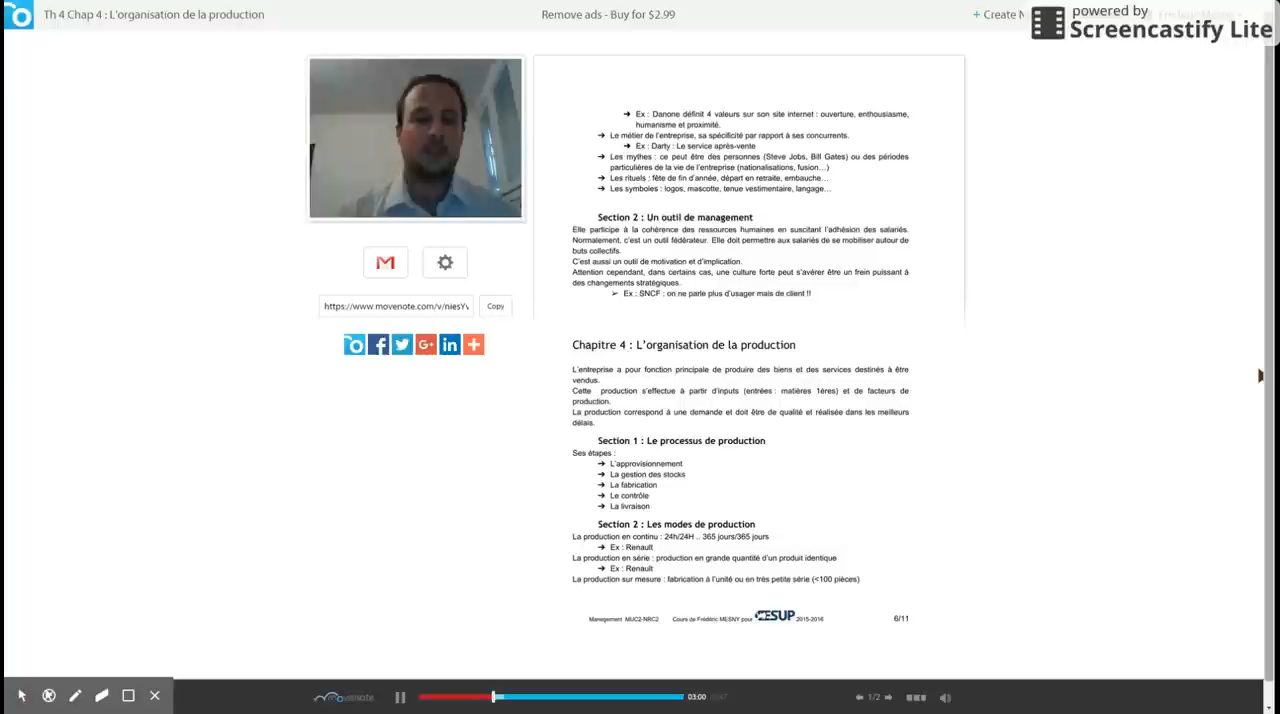 Th 4 Chap 4 : L'organisation de la production
Remove ads - Buy for $2.99
+ Create
powered by
Screencastify Lite
➔ Ex : Danone définit 4 valeurs sur son site internet : ouverture, enthousiasme,
humanisme et proximité.
➔ Le métier de l'entreprise, sa spécificité par rapport à ses concurrents.
➔ Ex : Darty : Le service après-vente
➔ Les mythes : ce peut être des personnes (Steve Jobs, Bill Gates) ou des périodes
particulières de la vie de l'entreprise (nationalisations, fusion...)
➔ Les rituels : fête de fin d'année, départ en retraite, embauche...
➔ Les symboles : logos, mascotte, tenue vestimentaire, langage...
Section 2 : Un outil de management
Elle participe à la cohérence des ressources humaines en suscitant l'adhésion des salariés.
Normalement, c'est un outil fédérateur. Elle doit permettre aux salariés de se mobiliser autour de
buts collectifs.
C'est aussi un outil de motivation et d'implication.
Attention cependant, dans certains cas, une culture forte peut s'avérer être un frein puissant à
des changements stratégiques.
➢ Ex : SNCF : on ne parle plus d'usager mais de client !!
https://www.movenote.com/v/niesYv
Copy
Chapitre 4 : L'organisation de la production
L'entreprise a pour fonction principale de produire des biens et des services destinés à être
vendus.
Cette production s'effectue à partir d'inputs (entrées : matières 1ères) et de facteurs de
production.
La production correspond à une demande et doit être de qualité et réalisée dans les meilleurs
délais.
Section 1 : Le processus de production
Ses étapes :
➔ L'approvisionnement
➔ La gestion des stocks
➔ La fabrication
➔ Le contrôle
➔ La livraison
Section 2 : Les modes de production
La production en continu : 24h/24H .. 365 jours/365 jours
➔ Ex : Renault
La production en série : production en grande quantité d'un produit identique
➔ Ex : Renault
La production sur mesure : fabrication à l'unité ou en très petite série (<100 pièces)
Management MUC2-NRC2 Cours de Frédéric MESNY pour CESUP 2015-2016 6/11
movenote
03:00
1/2